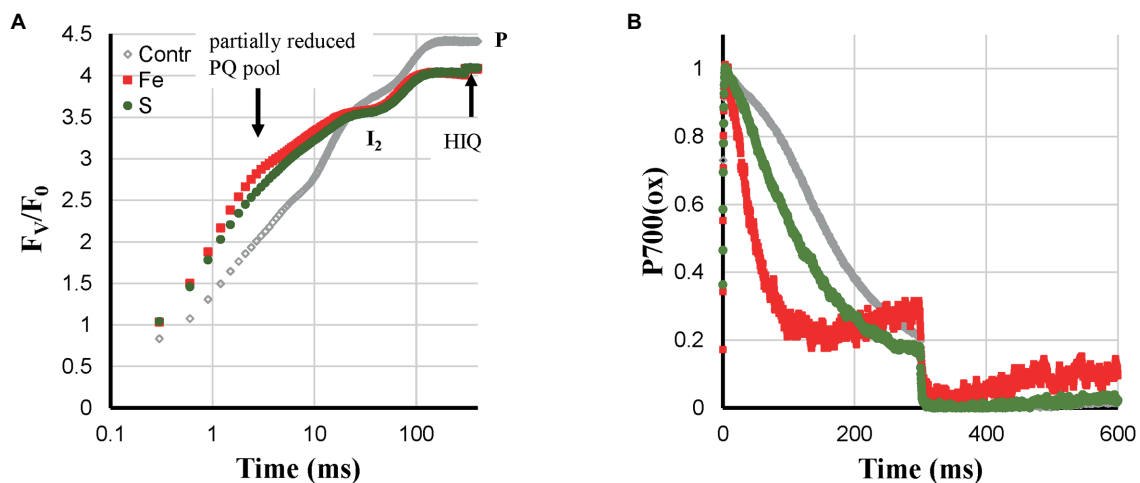 A
B
4.5
4
3.5
3
2.5
2
1.5
1
0.5
0
Contr
Fe
S
partially reduced
PQ pool
P
I2
HIQ
FV/F0
0.1
1
10
100
Time (ms)
1
0.8
0.6
0.4
0.2
0
P700(ox)
0
200
400
600
Time (ms)